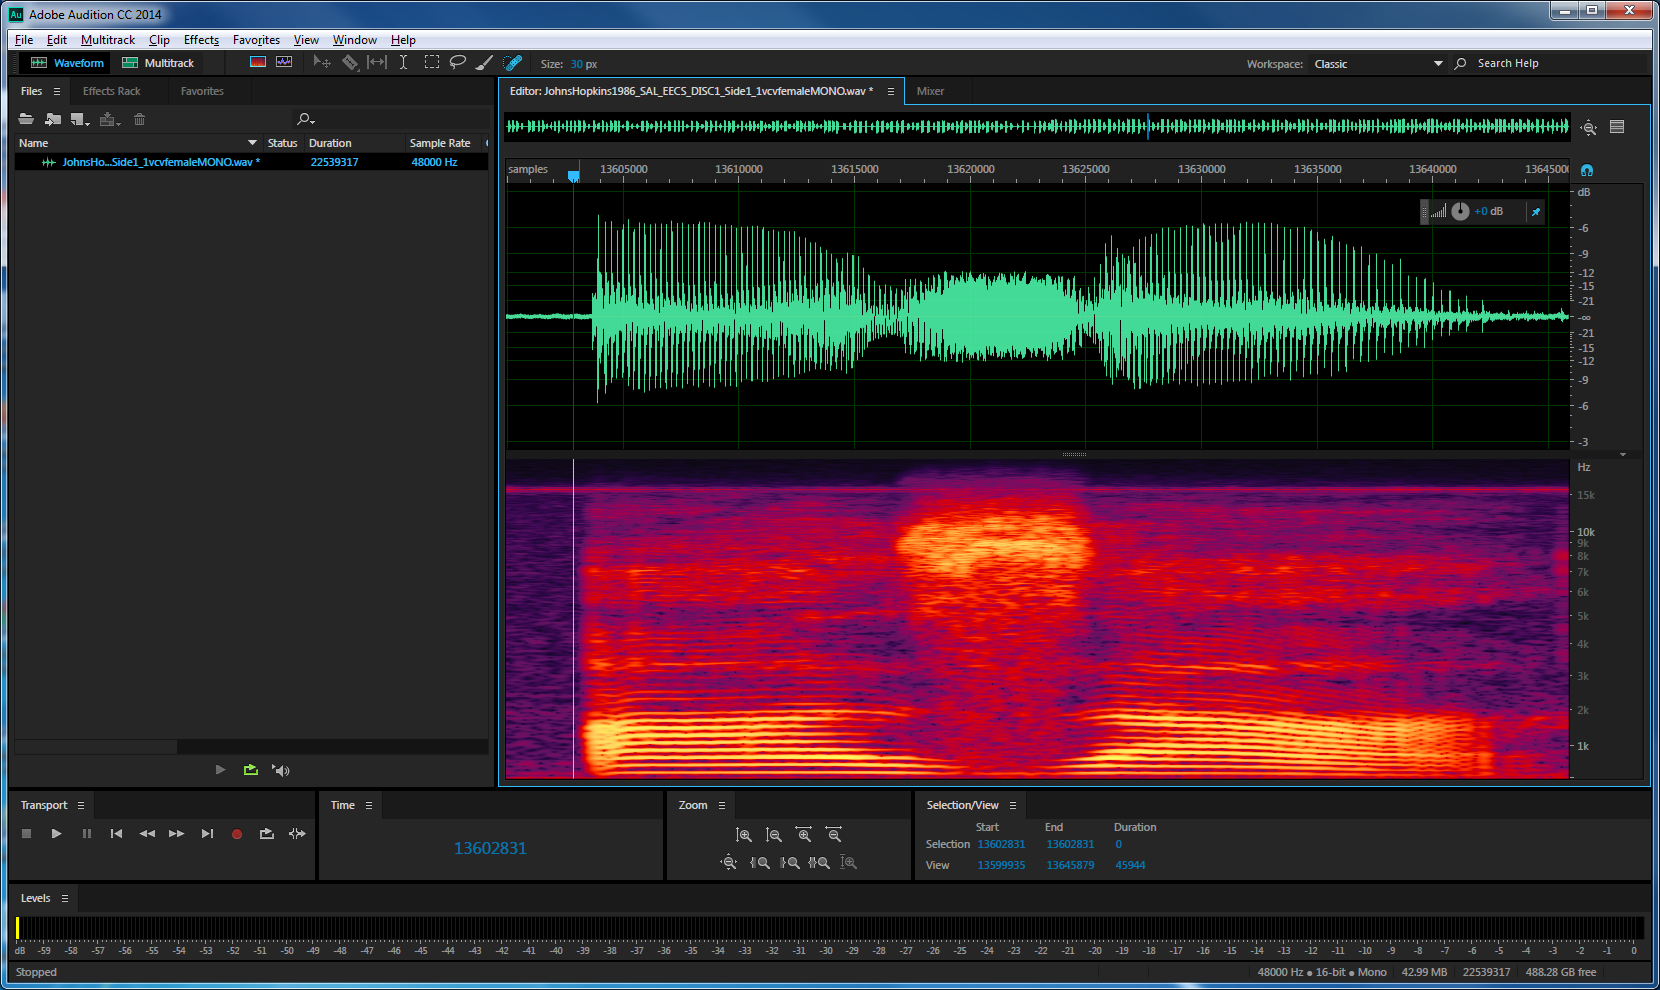 Au Adobe Audition CC 2014
File Edit Multitrack Clip Effects Favorites View Window Help
Waveform Multitrack Size: 30 px Workspace: Classic Search Help
Files Effects Rack Favorites
Editor: JohnsHopkins1986_SAL_EECS_DISC1_Side1_1vcvfemaleMONO.wav * Mixer
Name Status Duration Sample Rate
JohnsHo...Side1_1vcvfemaleMONO.wav * 22539317 48000 Hz
samples 13605000 13610000 13615000 13620000 13625000 13630000 13635000 13640000 13645000
dB
+0 dB
-6
-9
-12
-15
-21
-∞
-21
-15
-12
-9
-6
-3
Hz
15k
10k
9k
8k
7k
6k
5k
4k
3k
2k
1k
Transport Time Zoom Selection/View
Start End Duration
Selection 13602831 13602831 0
View 13599935 13645879 45944
13602831
Levels
dB -59 -58 -57 -56 -55 -54 -53 -52 -51 -50 -49 -48 -47 -46 -45 -44 -43 -42 -41 -40 -39 -38 -37 -36 -35 -34 -33 -32 -31 -30 -29 -28 -27 -26 -25 -24 -23 -22 -21 -20 -19 -18 -17 -16 -15 -14 -13 -12 -11 -10 -9 -8 -7 -6 -5 -4 -3 -2 -1 0
Stopped 48000 Hz • 16-bit • Mono 42.99 MB 22539317 488.28 GB free